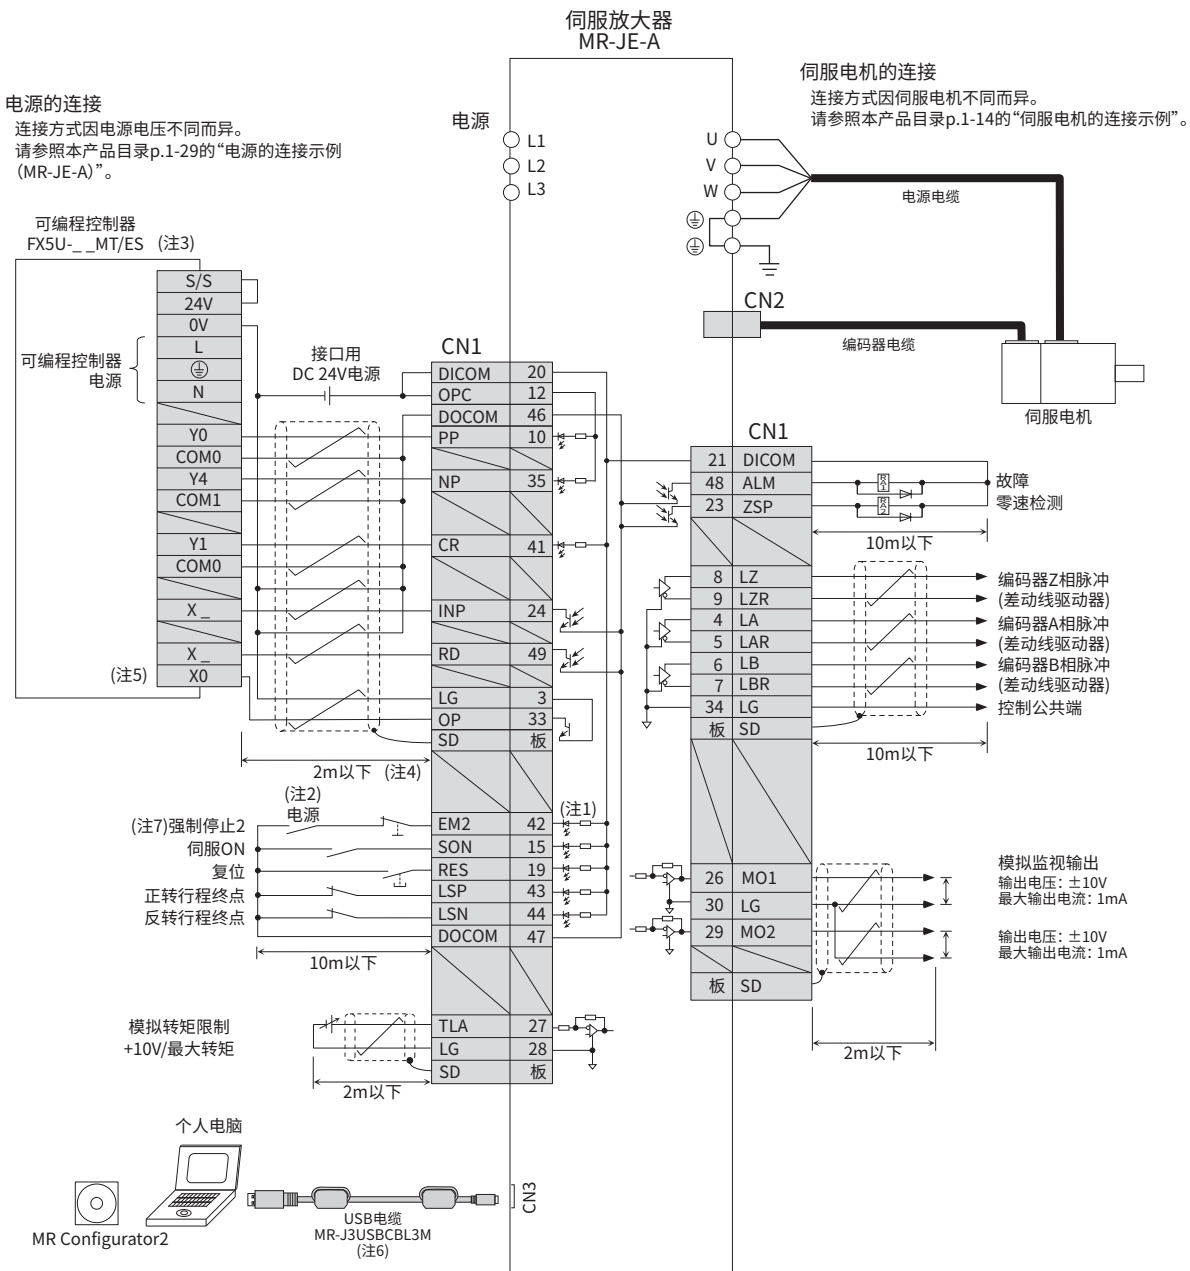 伺服放大器
MR-JE-A
电源的连接
连接方式因电源电压不同而异。
请参照本产品目录p.1-29的“电源的连接示例
（MR-JE-A）”。
伺服电机的连接
连接方式因伺服电机不同而异。
请参照本产品目录p.1-14的“伺服电机的连接示例”。
电源
L1
L2
L3
U
V
W
电源电缆
CN2
编码器电缆
伺服电机
可编程控制器
FX5U-_ _MT/ES (注3)
S/S
24V
0V
L
N
可编程控制器
电源
Y0
COM0
Y4
COM1
Y1
COM0
X _
X _
(注5) X0
接口用
DC 24V电源
CN1
DICOM 20
OPC 12
DOCOM 46
PP 10
NP 35
CR 41
INP 24
RD 49
LG 3
OP 33
SD 板
2m以下 (注4)
(注2)
电源
(注1)
(注7)强制停止2 EM2 42
伺服ON SON 15
复位 RES 19
正转行程终点 LSP 43
反转行程终点 LSN 44
DOCOM 47
10m以下
模拟转矩限制
+10V/最大转矩
TLA 27
LG 28
SD 板
2m以下
CN1
21 DICOM
48 ALM
23 ZSP
RA1
RA2
故障
零速检测
10m以下
8 LZ
9 LZR
4 LA
5 LAR
6 LB
7 LBR
34 LG
板 SD
编码器Z相脉冲
(差动线驱动器)
编码器A相脉冲
(差动线驱动器)
编码器B相脉冲
(差动线驱动器)
控制公共端
10m以下
26 MO1
30 LG
29 MO2
板 SD
模拟监视输出
输出电压：±10V
最大输出电流：1mA
输出电压：±10V
最大输出电流：1mA
2m以下
个人电脑
MR Configurator2
USB电缆
MR-J3USBCBL3M
(注6)
CN3